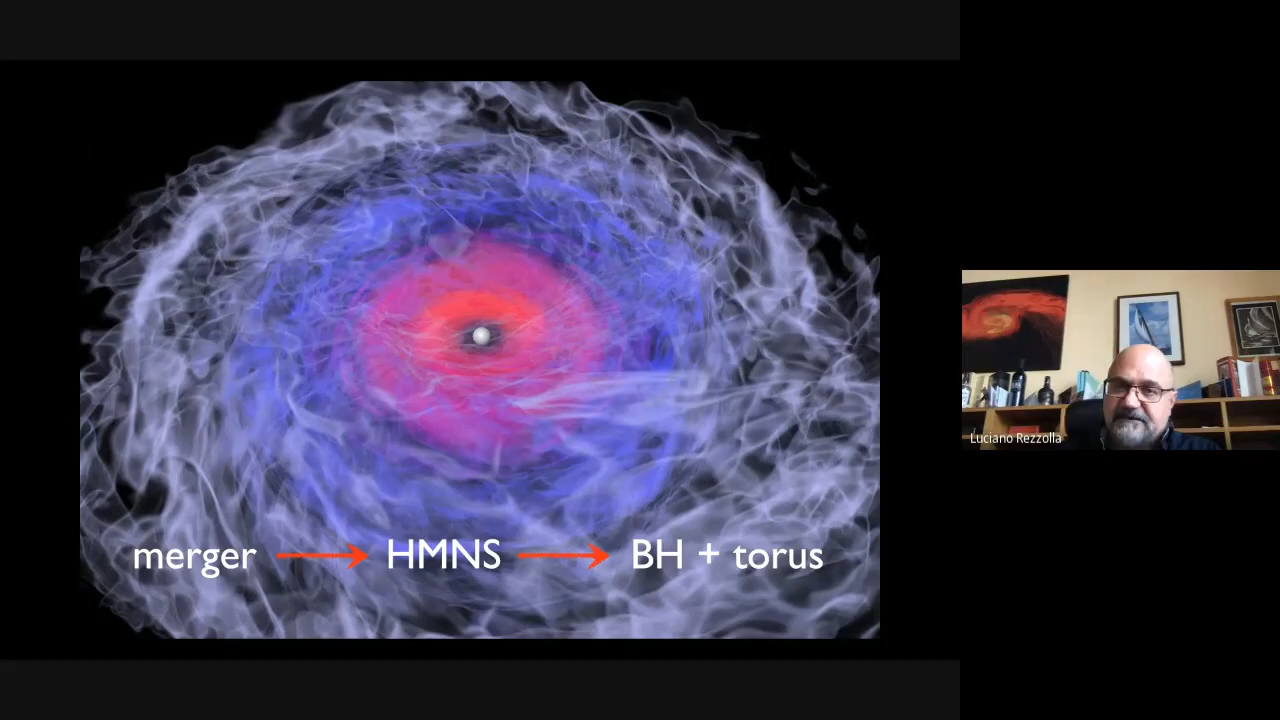 merger → HMNS → BH + torus
Luciano Rezzolla